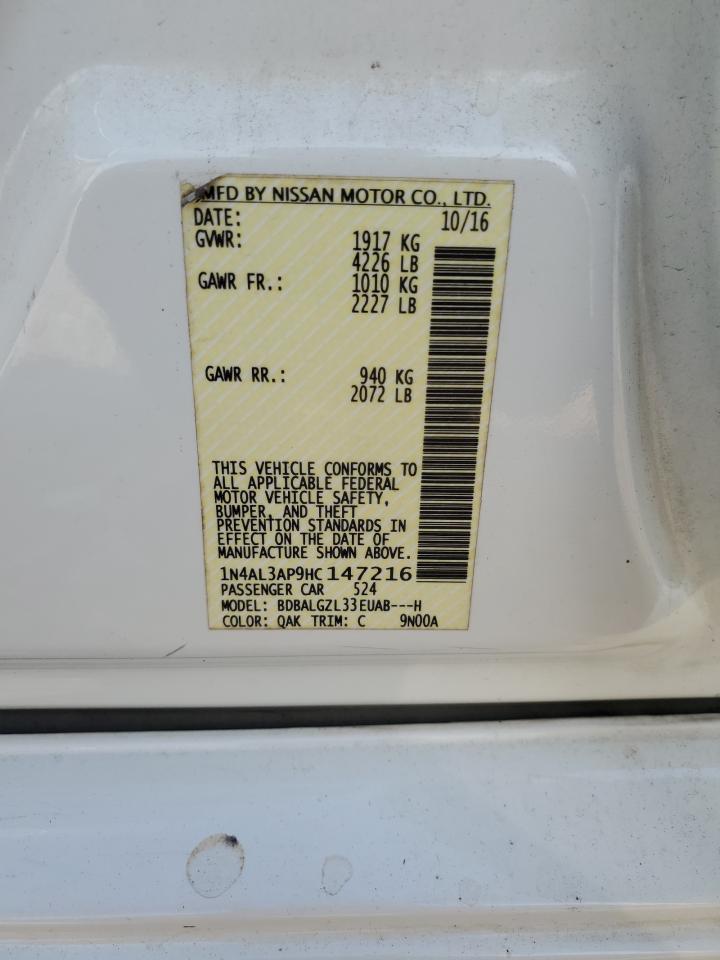 MFD BY NISSAN MOTOR CO., LTD.
DATE: 10/16
GVWR: 1917 KG
4226 LB
GAWR FR.: 1010 KG
2227 LB
GAWR RR.: 940 KG
2072 LB
THIS VEHICLE CONFORMS TO
ALL APPLICABLE FEDERAL
MOTOR VEHICLE SAFETY,
BUMPER, AND THEFT
PREVENTION STANDARDS IN
EFFECT ON THE DATE OF
MANUFACTURE SHOWN ABOVE.
1N4AL3AP9HC147216
PASSENGER CAR 524
MODEL: BDBALGZL33EUAB---H
COLOR: QAK TRIM: C 9N00A